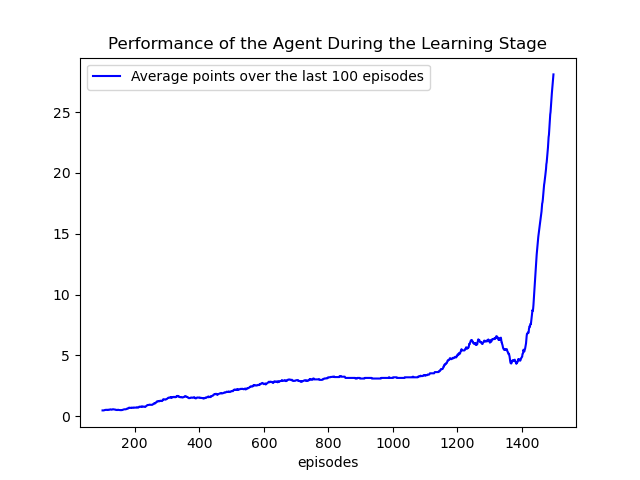 Performance of the Agent During the Learning Stage
Average points over the last 100 episodes
25
20
15
10
5
0
200 400 600 800 1000 1200 1400
episodes